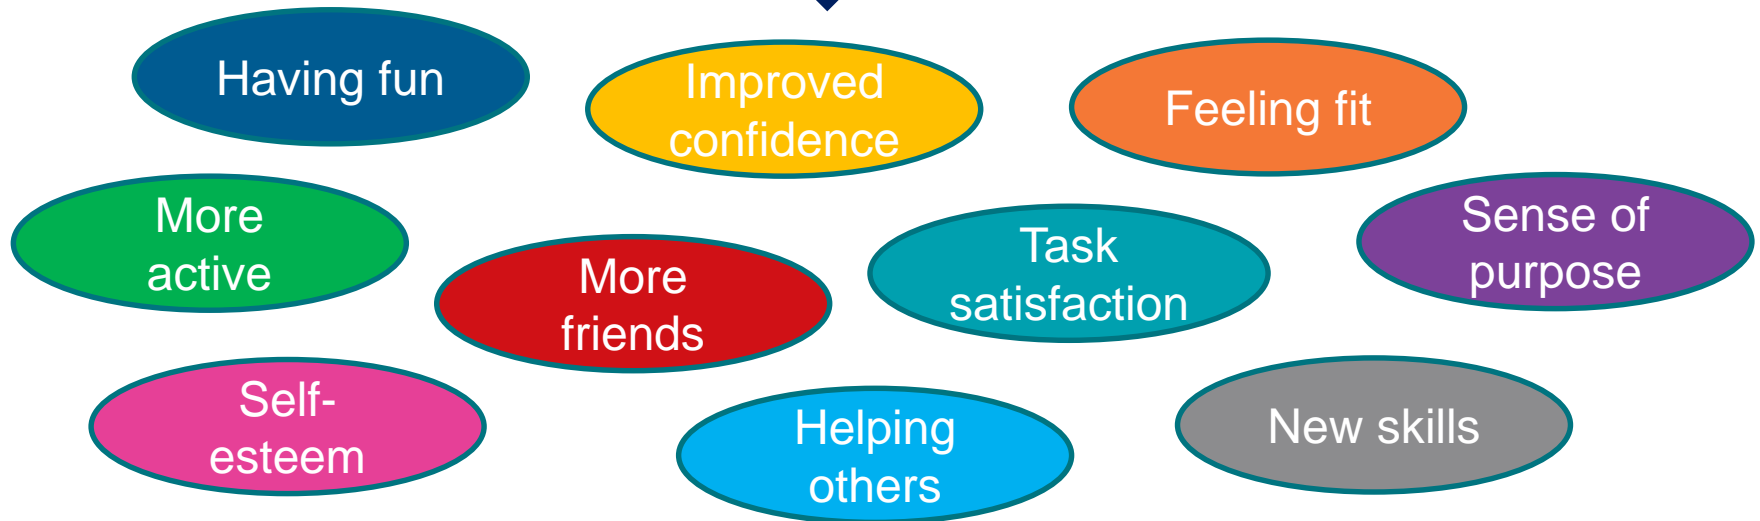 Having fun
Improved
confidence
Feeling fit
More
active
More
friends
Task
satisfaction
Sense of
purpose
Self-
esteem
Helping
others
New skills